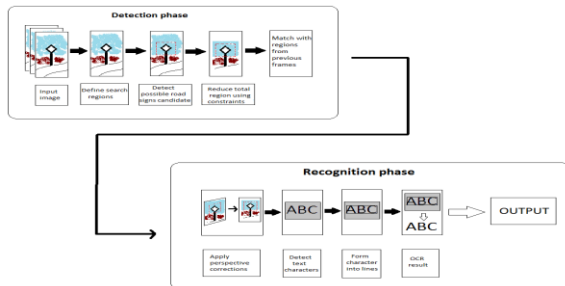 Detection phase
Input
image
Define search
regions
Detect
possible road
signs candidate
Reduce total
region using
constraints
Match with
regions
from
previous
frames
Recognition phase
ABC
ABC
ABC
ABC
OUTPUT
Apply
perspective
corrections
Detect
text
characters
Form
character
into lines
OCR
result